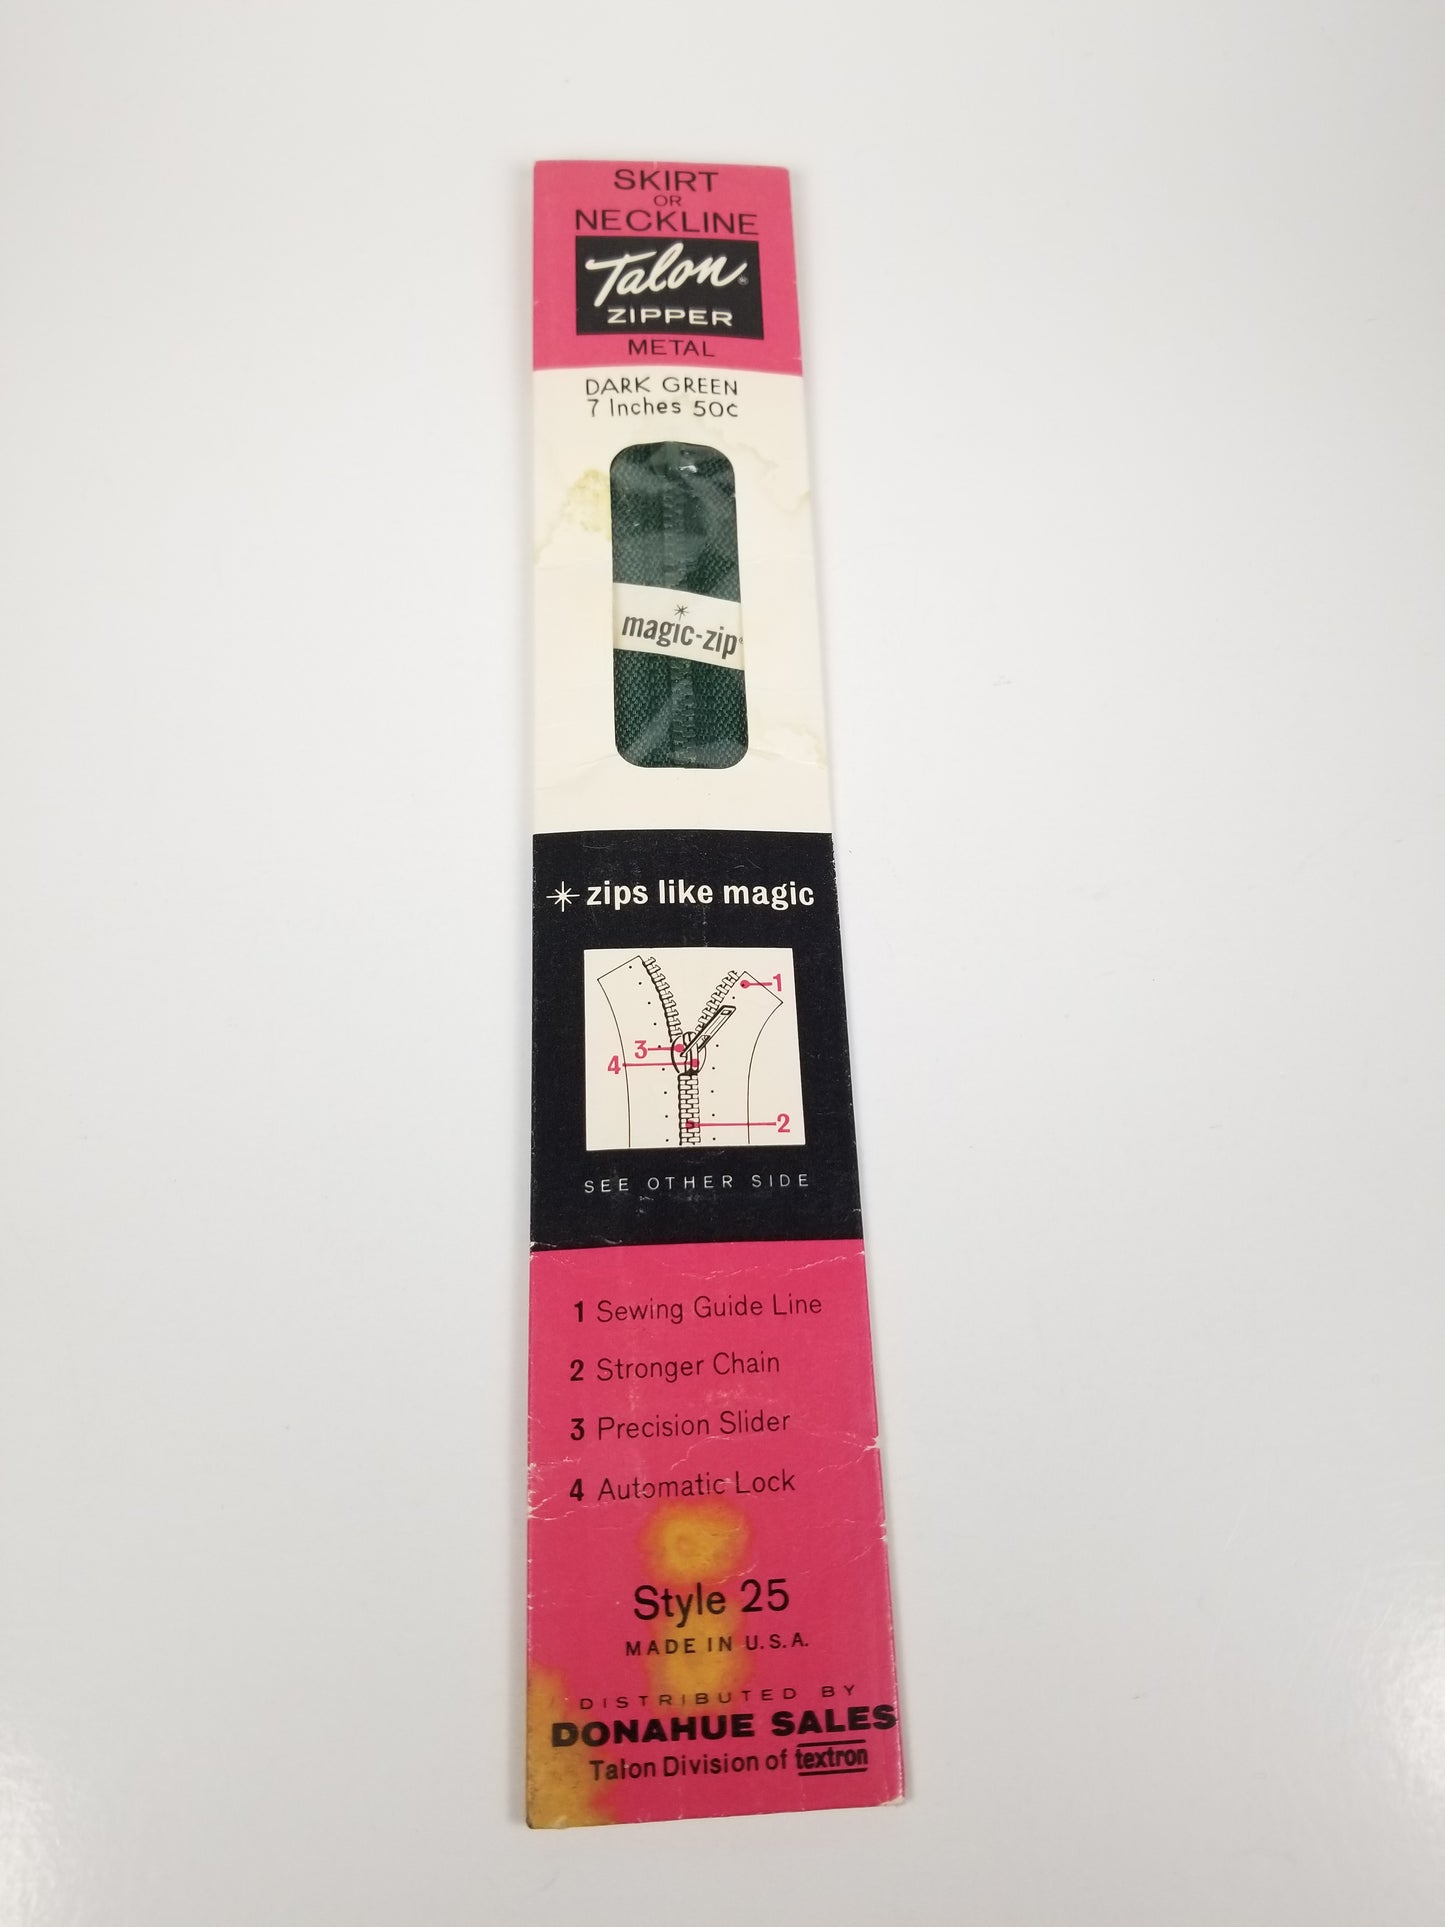 SKIRT
OR
NECKLINE
Talon®
ZIPPER
METAL
DARK GREEN
7 Inches 50¢
magic-zip®
zips like magic
1
3
4
2
SEE OTHER SIDE
1 Sewing Guide Line
2 Stronger Chain
3 Precision Slider
4 Automatic Lock
Style 25
MADE IN U.S.A.
DISTRIBUTED BY
DONAHUE SALES
Talon Division of textron